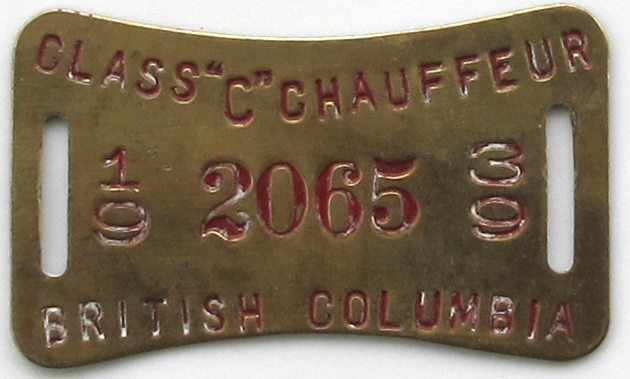 CLASS "C" CHAUFFEUR
19 2065 39
BRITISH COLUMBIA